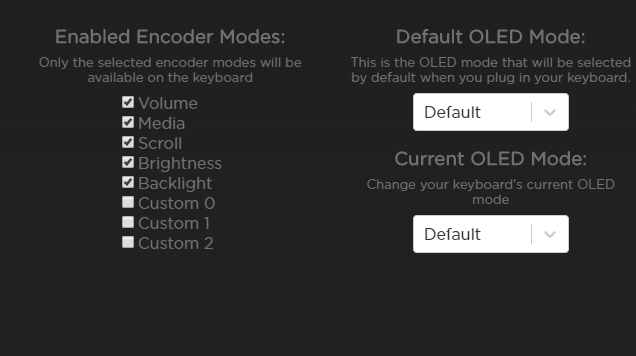 Enabled Encoder Modes:
Only the selected encoder modes will be
available on the keyboard
Volume
Media
Scroll
Brightness
Backlight
Custom 0
Custom 1
Custom 2
Default OLED Mode:
This is the OLED mode that will be selected
by default when you plug in your keyboard.
Default
Current OLED Mode:
Change your keyboard's current OLED
mode
Default